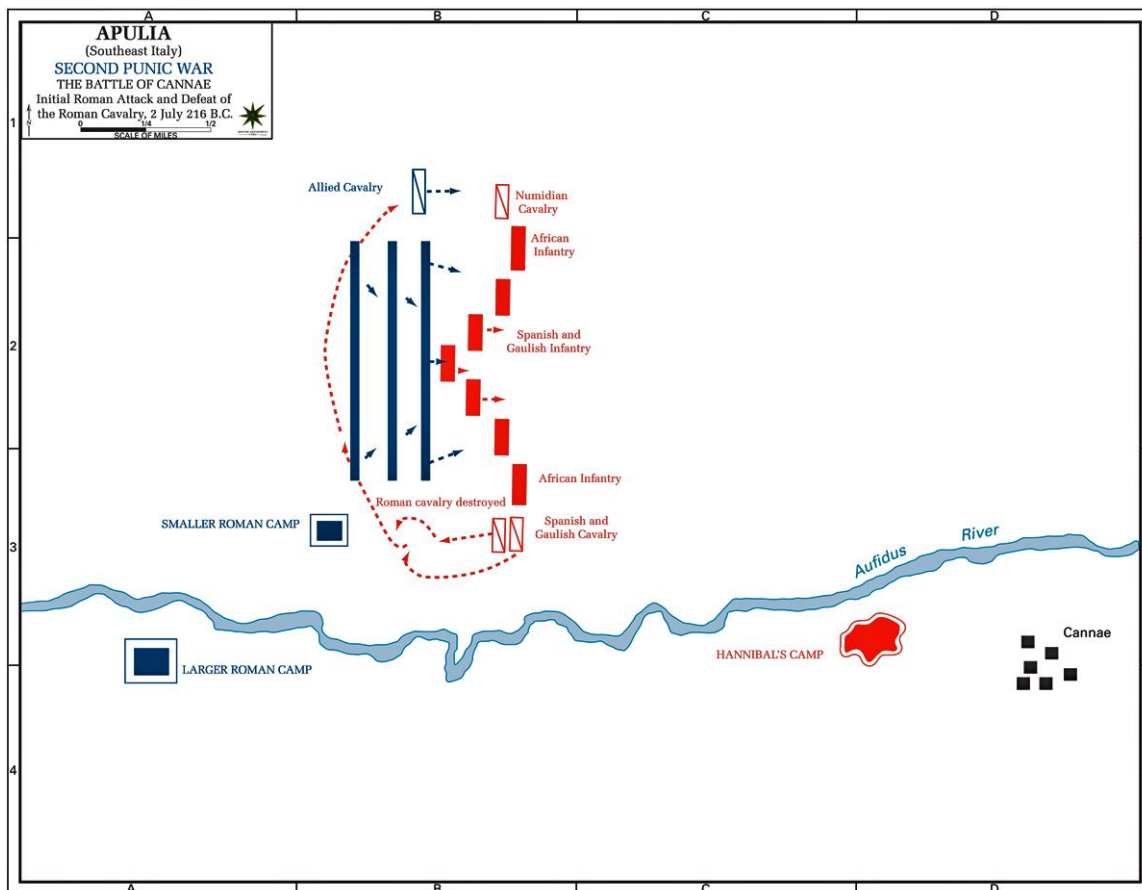 A B C D
APULIA
(Southeast Italy)
SECOND PUNIC WAR
THE BATTLE OF CANNAE
Initial Roman Attack and Defeat of
the Roman Cavalry, 2 July 216 B.C.
N
0 1/4 1/2
SCALE OF MILES
1
Allied Cavalry
Numidian
Cavalry
African
Infantry
2
Spanish and
Gaulish Infantry
African Infantry
Roman cavalry destroyed
SMALLER ROMAN CAMP
Spanish and
Gaulish Cavalry
3
Aufidus River
Cannae
HANNIBAL'S CAMP
LARGER ROMAN CAMP
4
A B C D